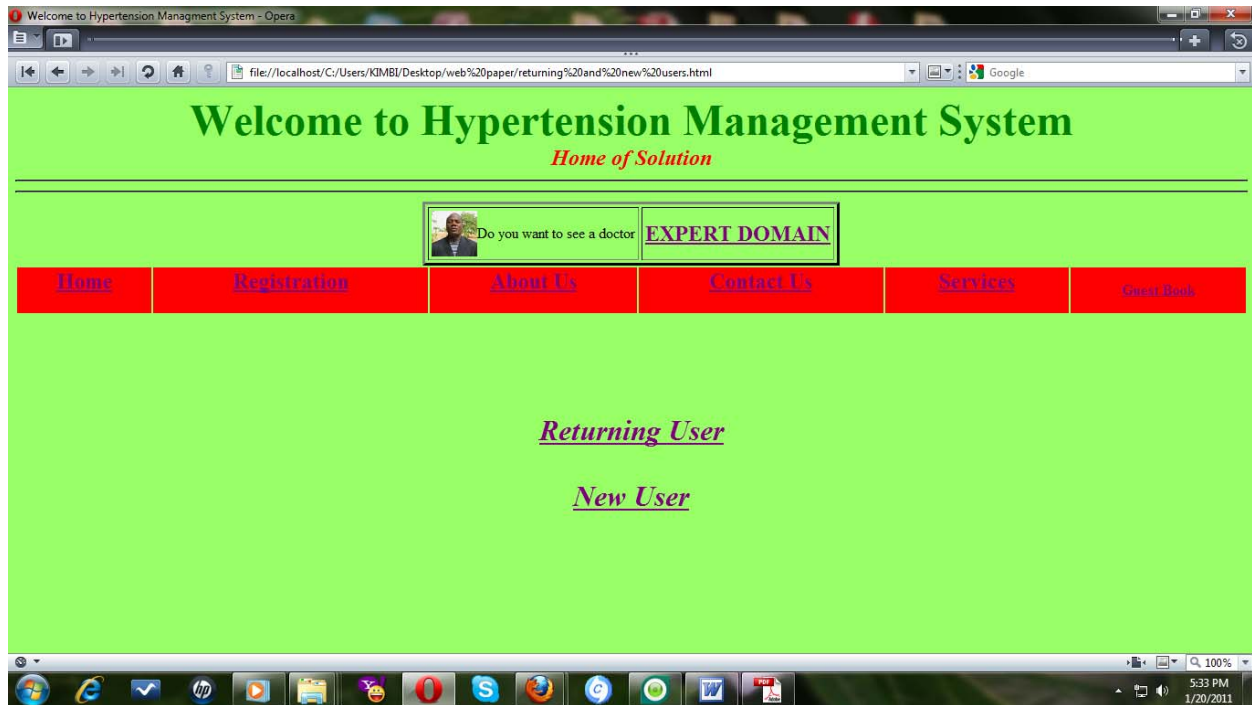 Welcome to Hypertension Managment System - Opera
file://localhost/C:/Users/KIMBI/Desktop/web%20paper/returning%20and%20new%20users.html
Google
Welcome to Hypertension Management System
Home of Solution
Do you want to see a doctor EXPERT DOMAIN
Home Registration About Us Contact Us Services Guest Book
Returning User
New User
100%
5:33 PM
1/20/2011